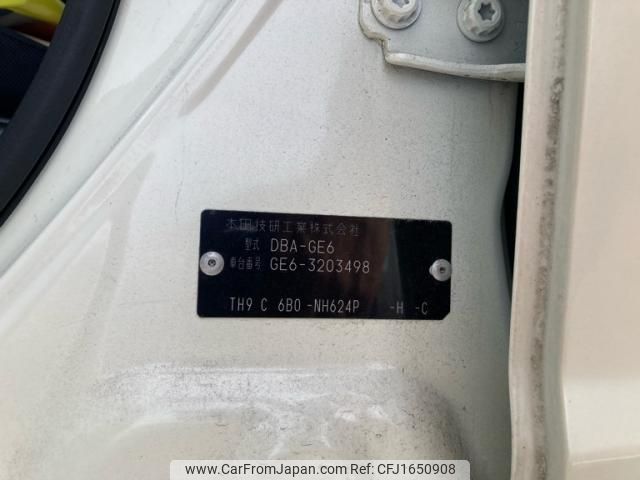 本田技研工業株式会社
型式 DBA-GE6
車台番号 GE6-3203498
TH9 C 6B0 -NH624P -H -C
www.CarFromJapan.com - CFJ1650908